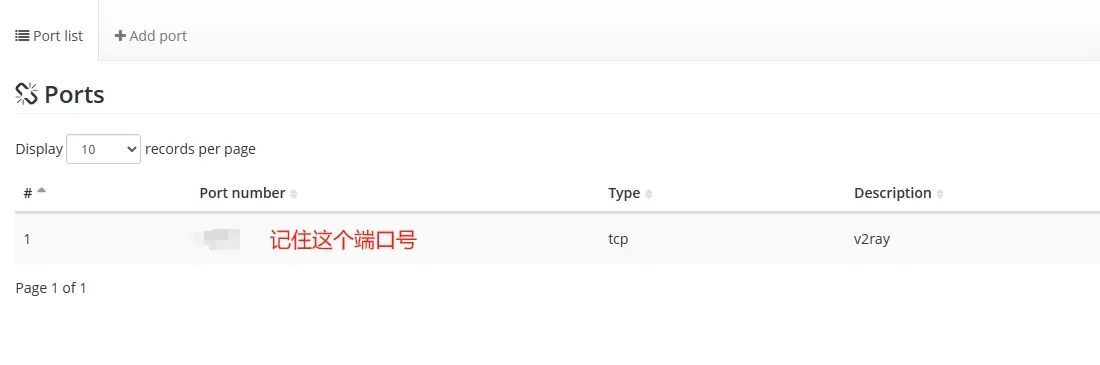 Port list
Add port
Ports
Display 10 records per page
# Port number Type Description
1 记住这个端口号 tcp v2ray
Page 1 of 1